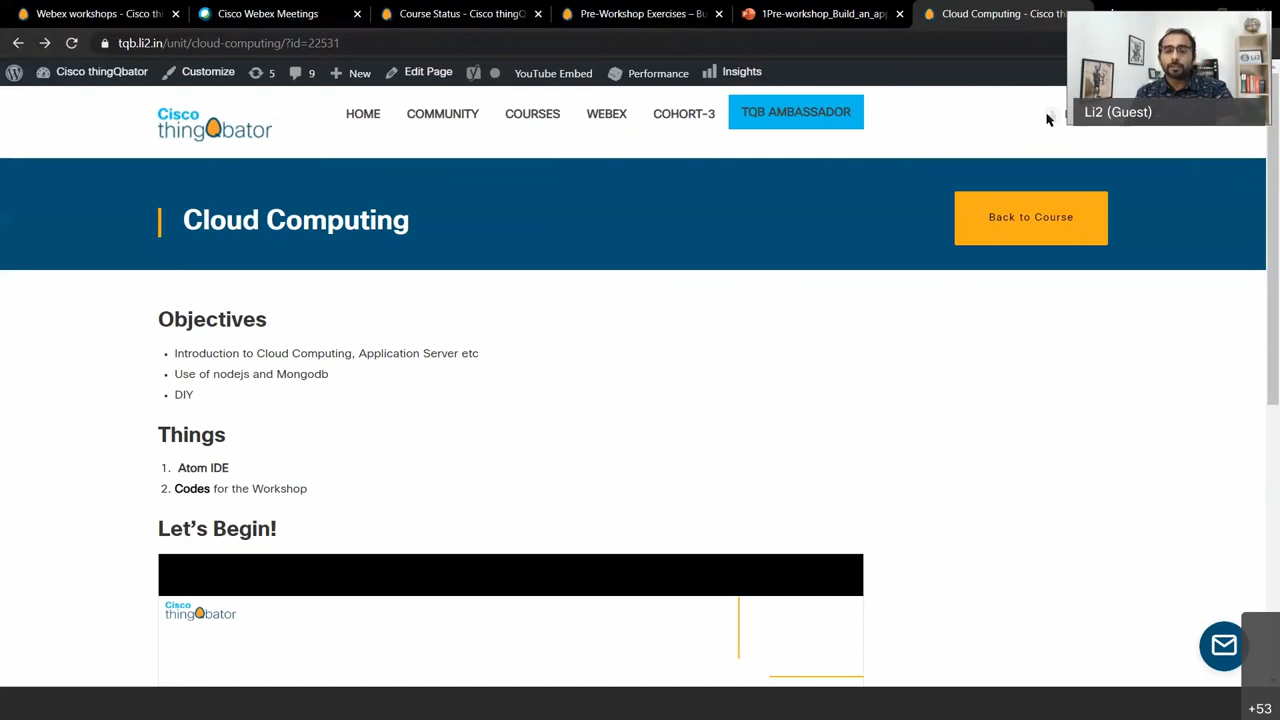 Webex workshops - Cisco thi
Cisco Webex Meetings
Course Status - Cisco thingQ
Pre-Workshop Exercises – Bu
1Pre-workshop_Build_an_app
Cloud Computing - Cisco th
tqb.li2.in/unit/cloud-computing/?id=22531
Cisco thingQbator
Customize
5
9
New
Edit Page
YouTube Embed
Performance
Insights
Li2 (Guest)
Cisco
thingQbator
HOME
COMMUNITY
COURSES
WEBEX
COHORT-3
TQB AMBASSADOR
Cloud Computing
Back to Course
Objectives
Introduction to Cloud Computing, Application Server etc
Use of nodejs and Mongodb
DIY
Things
1. Atom IDE
2. Codes for the Workshop
Let's Begin!
Cisco
thingQbator
+53